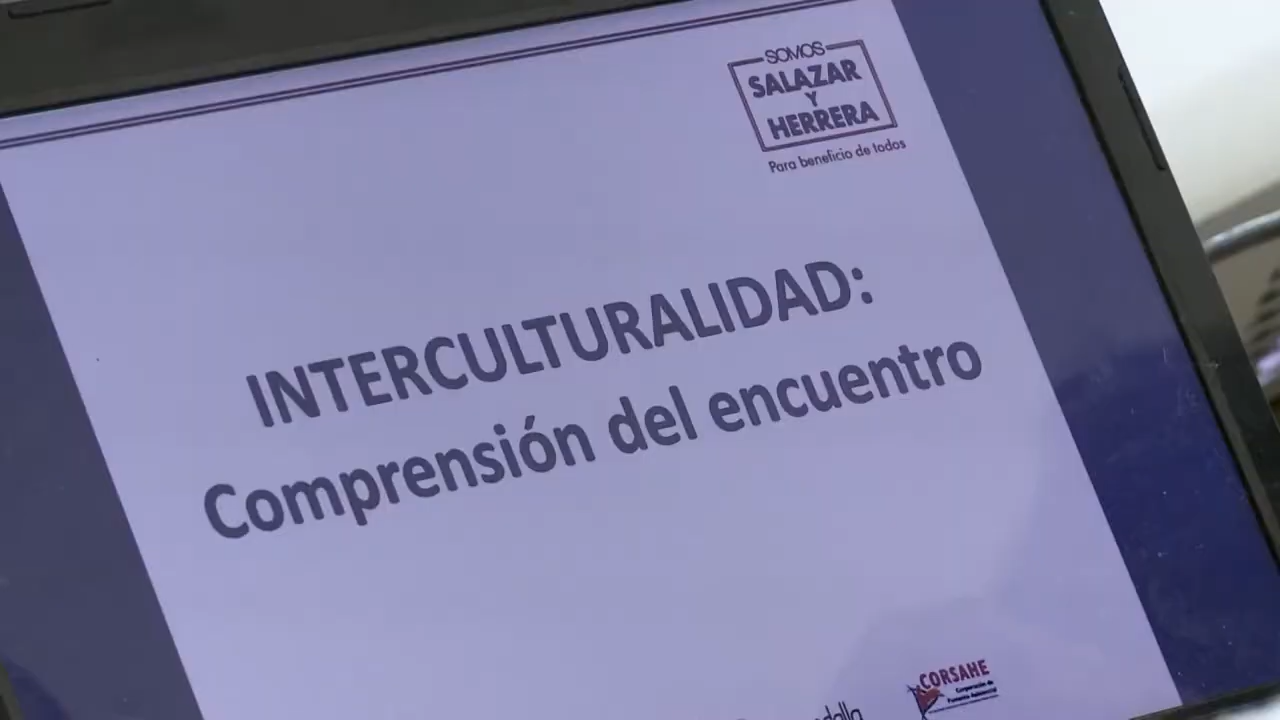 SOMOS
SALAZAR
Y
HERRERA
Para beneficio de todos
INTERCULTURALIDAD:
Comprensión del encuentro
CORSAHE